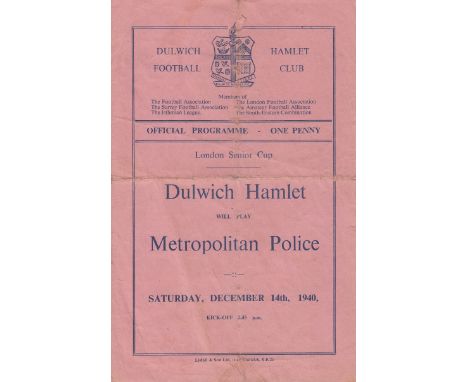 DULWICH HAMLET
FOOTBALL CLUB
Members of
The Football Association The London Football Association
The Surrey Football Association The Amateur Football Alliance
The Isthmian League The South Eastern Combination
OFFICIAL PROGRAMME - ONE PENNY
London Senior Cup
Dulwich Hamlet
WILL PLAY
Metropolitan Police
SATURDAY, DECEMBER 14th, 1940,
KICK-OFF 2.45 p.m.